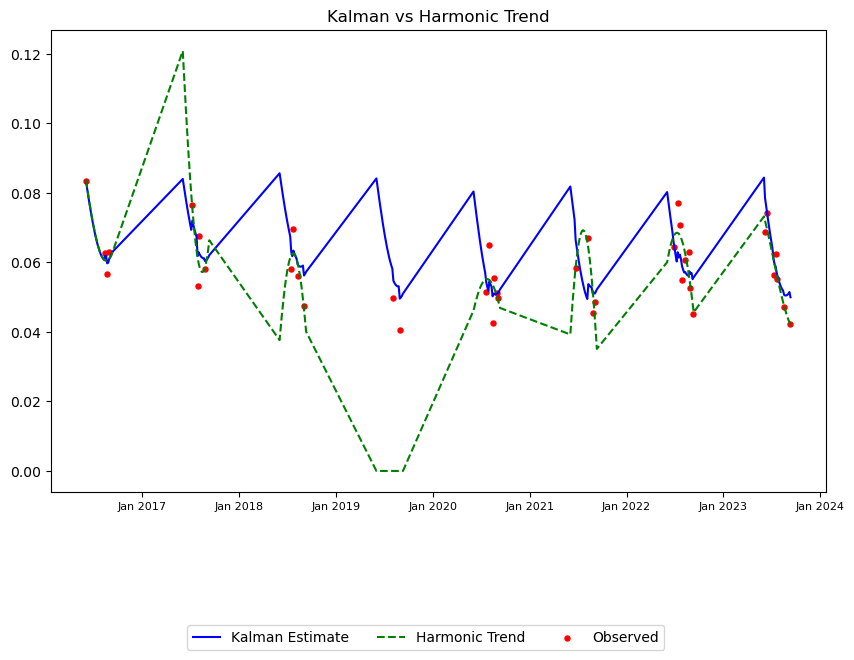 Kalman vs Harmonic Trend
0.12
0.10
0.08
0.06
0.04
0.02
0.00
Jan 2017 Jan 2018 Jan 2019 Jan 2020 Jan 2021 Jan 2022 Jan 2023 Jan 2024
Kalman Estimate Harmonic Trend Observed